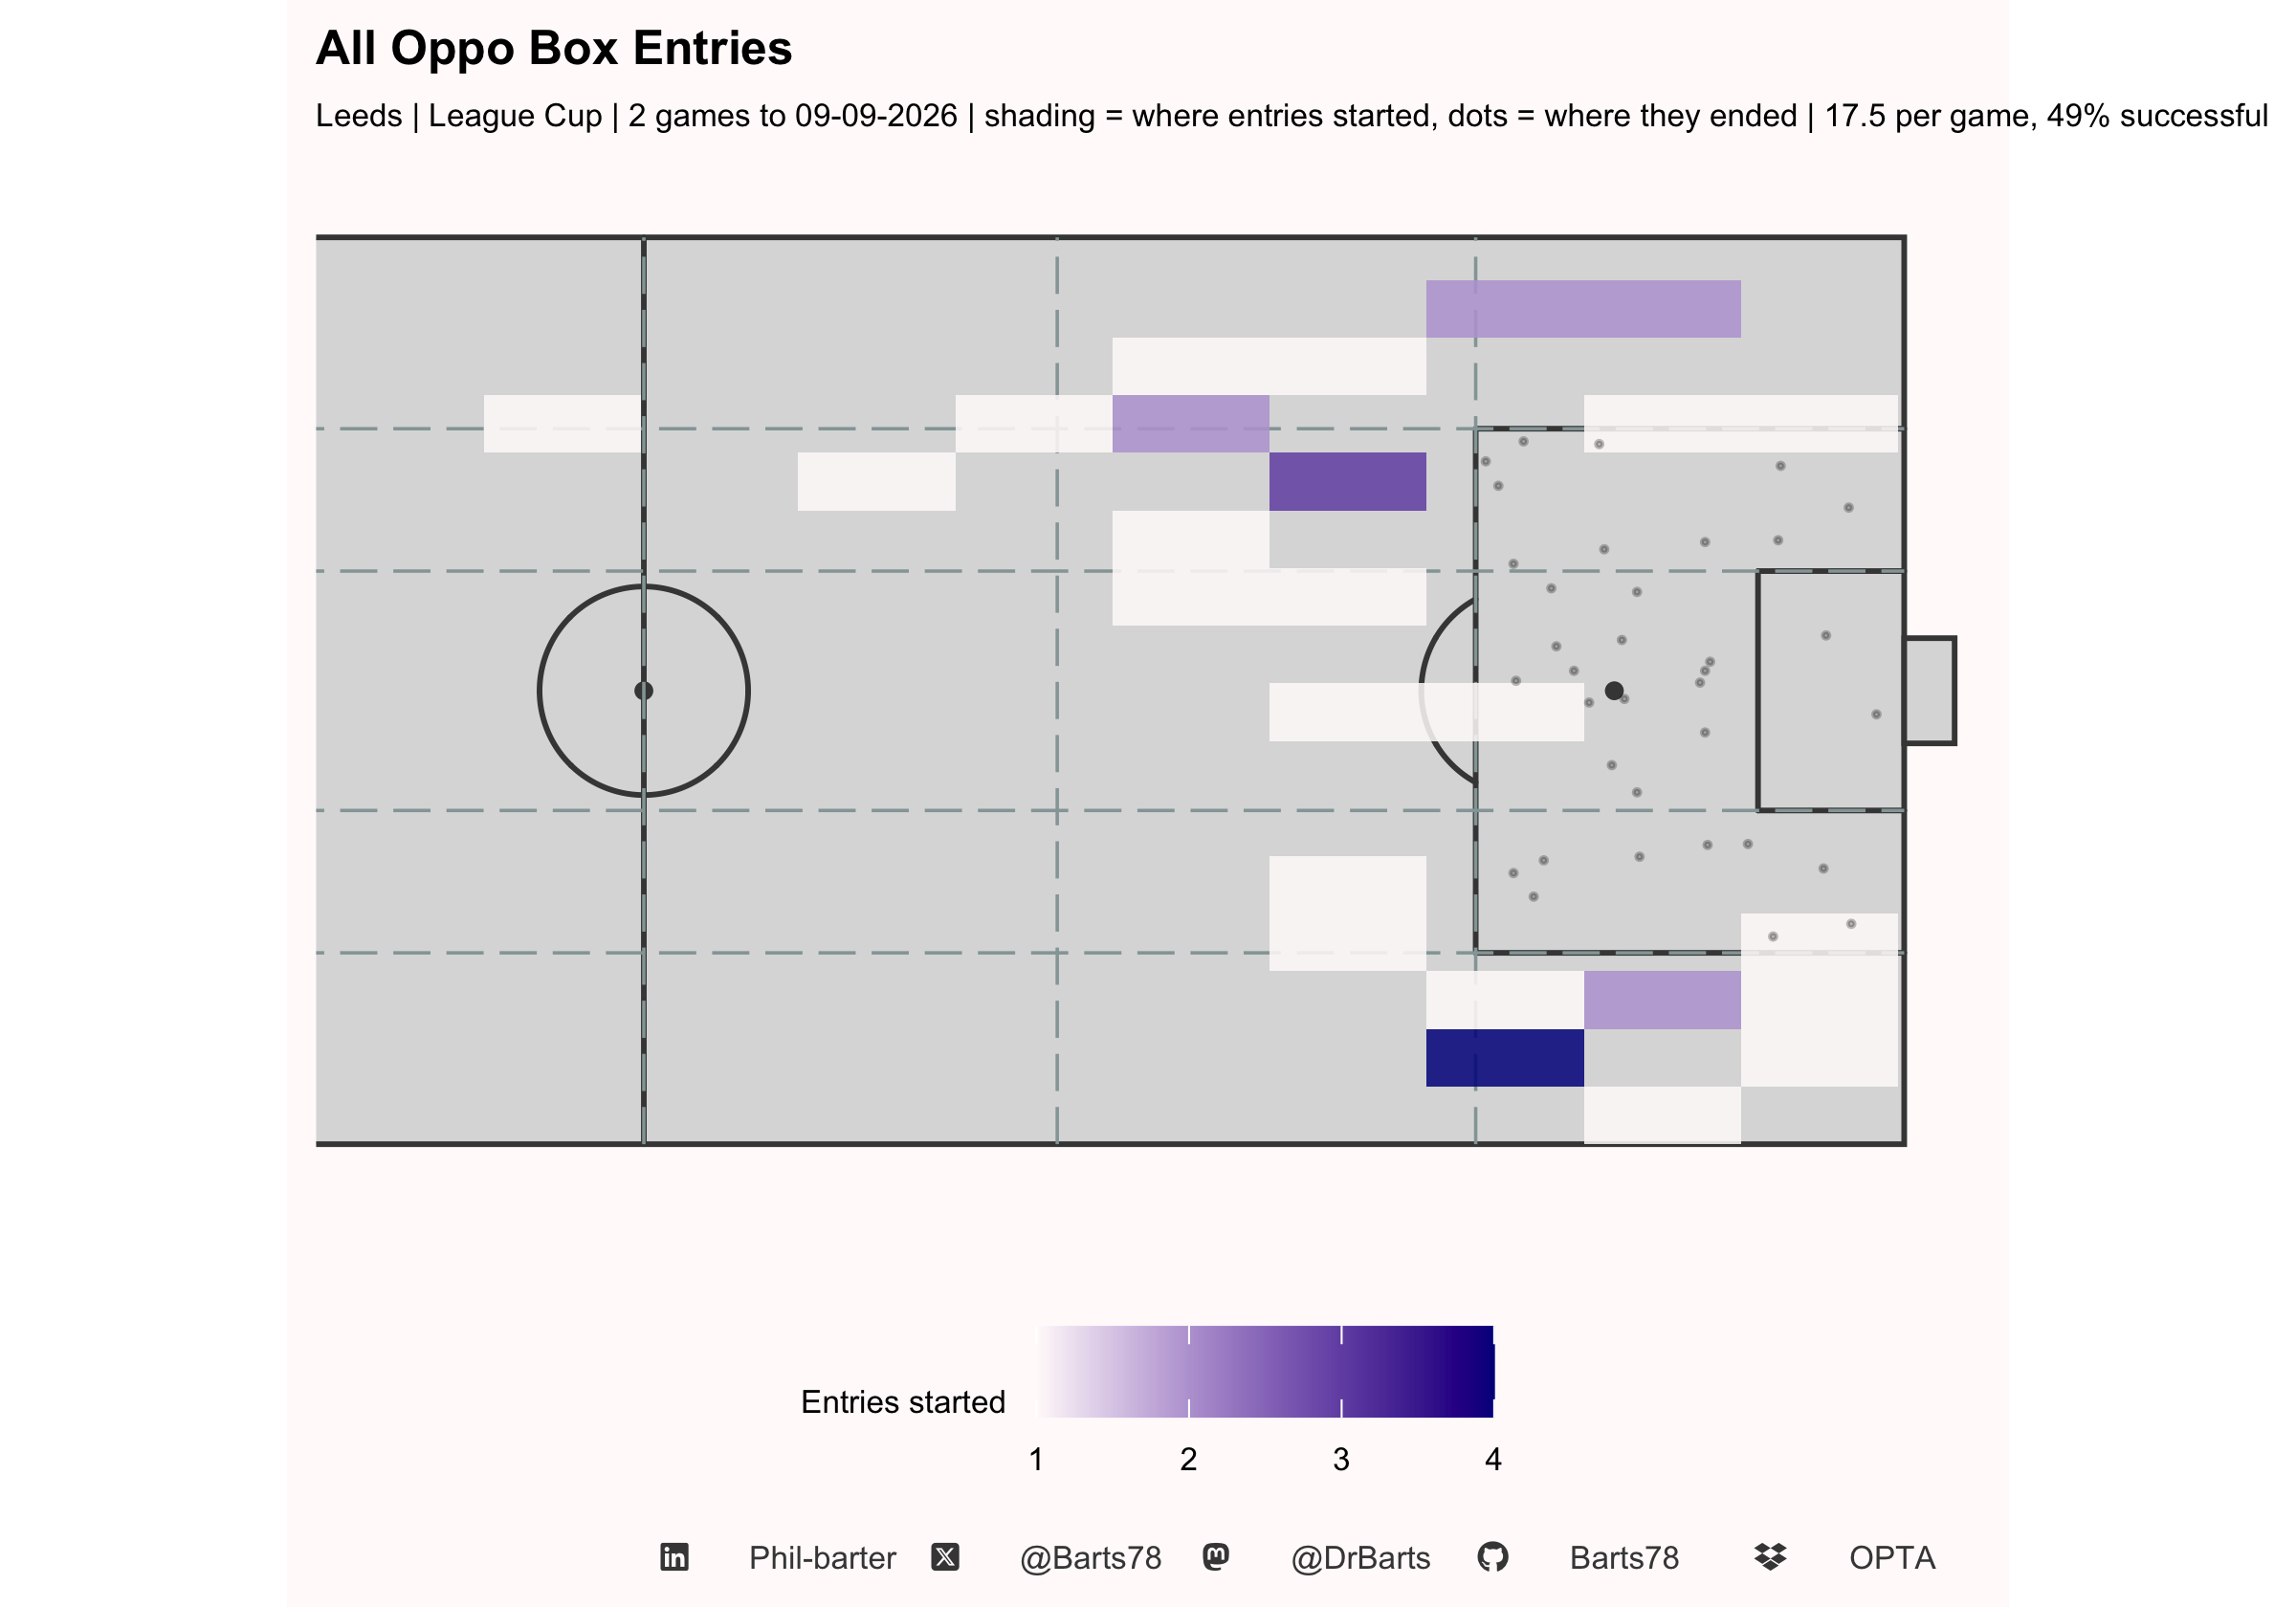 All Oppo Box Entries
Leeds | League Cup | 2 games to 09-09-2026 | shading = where entries started, dots = where they ended | 17.5 per game, 49% successful
Entries started
1 2 3 4
Phil-barter @Barts78 @DrBarts Barts78 OPTA